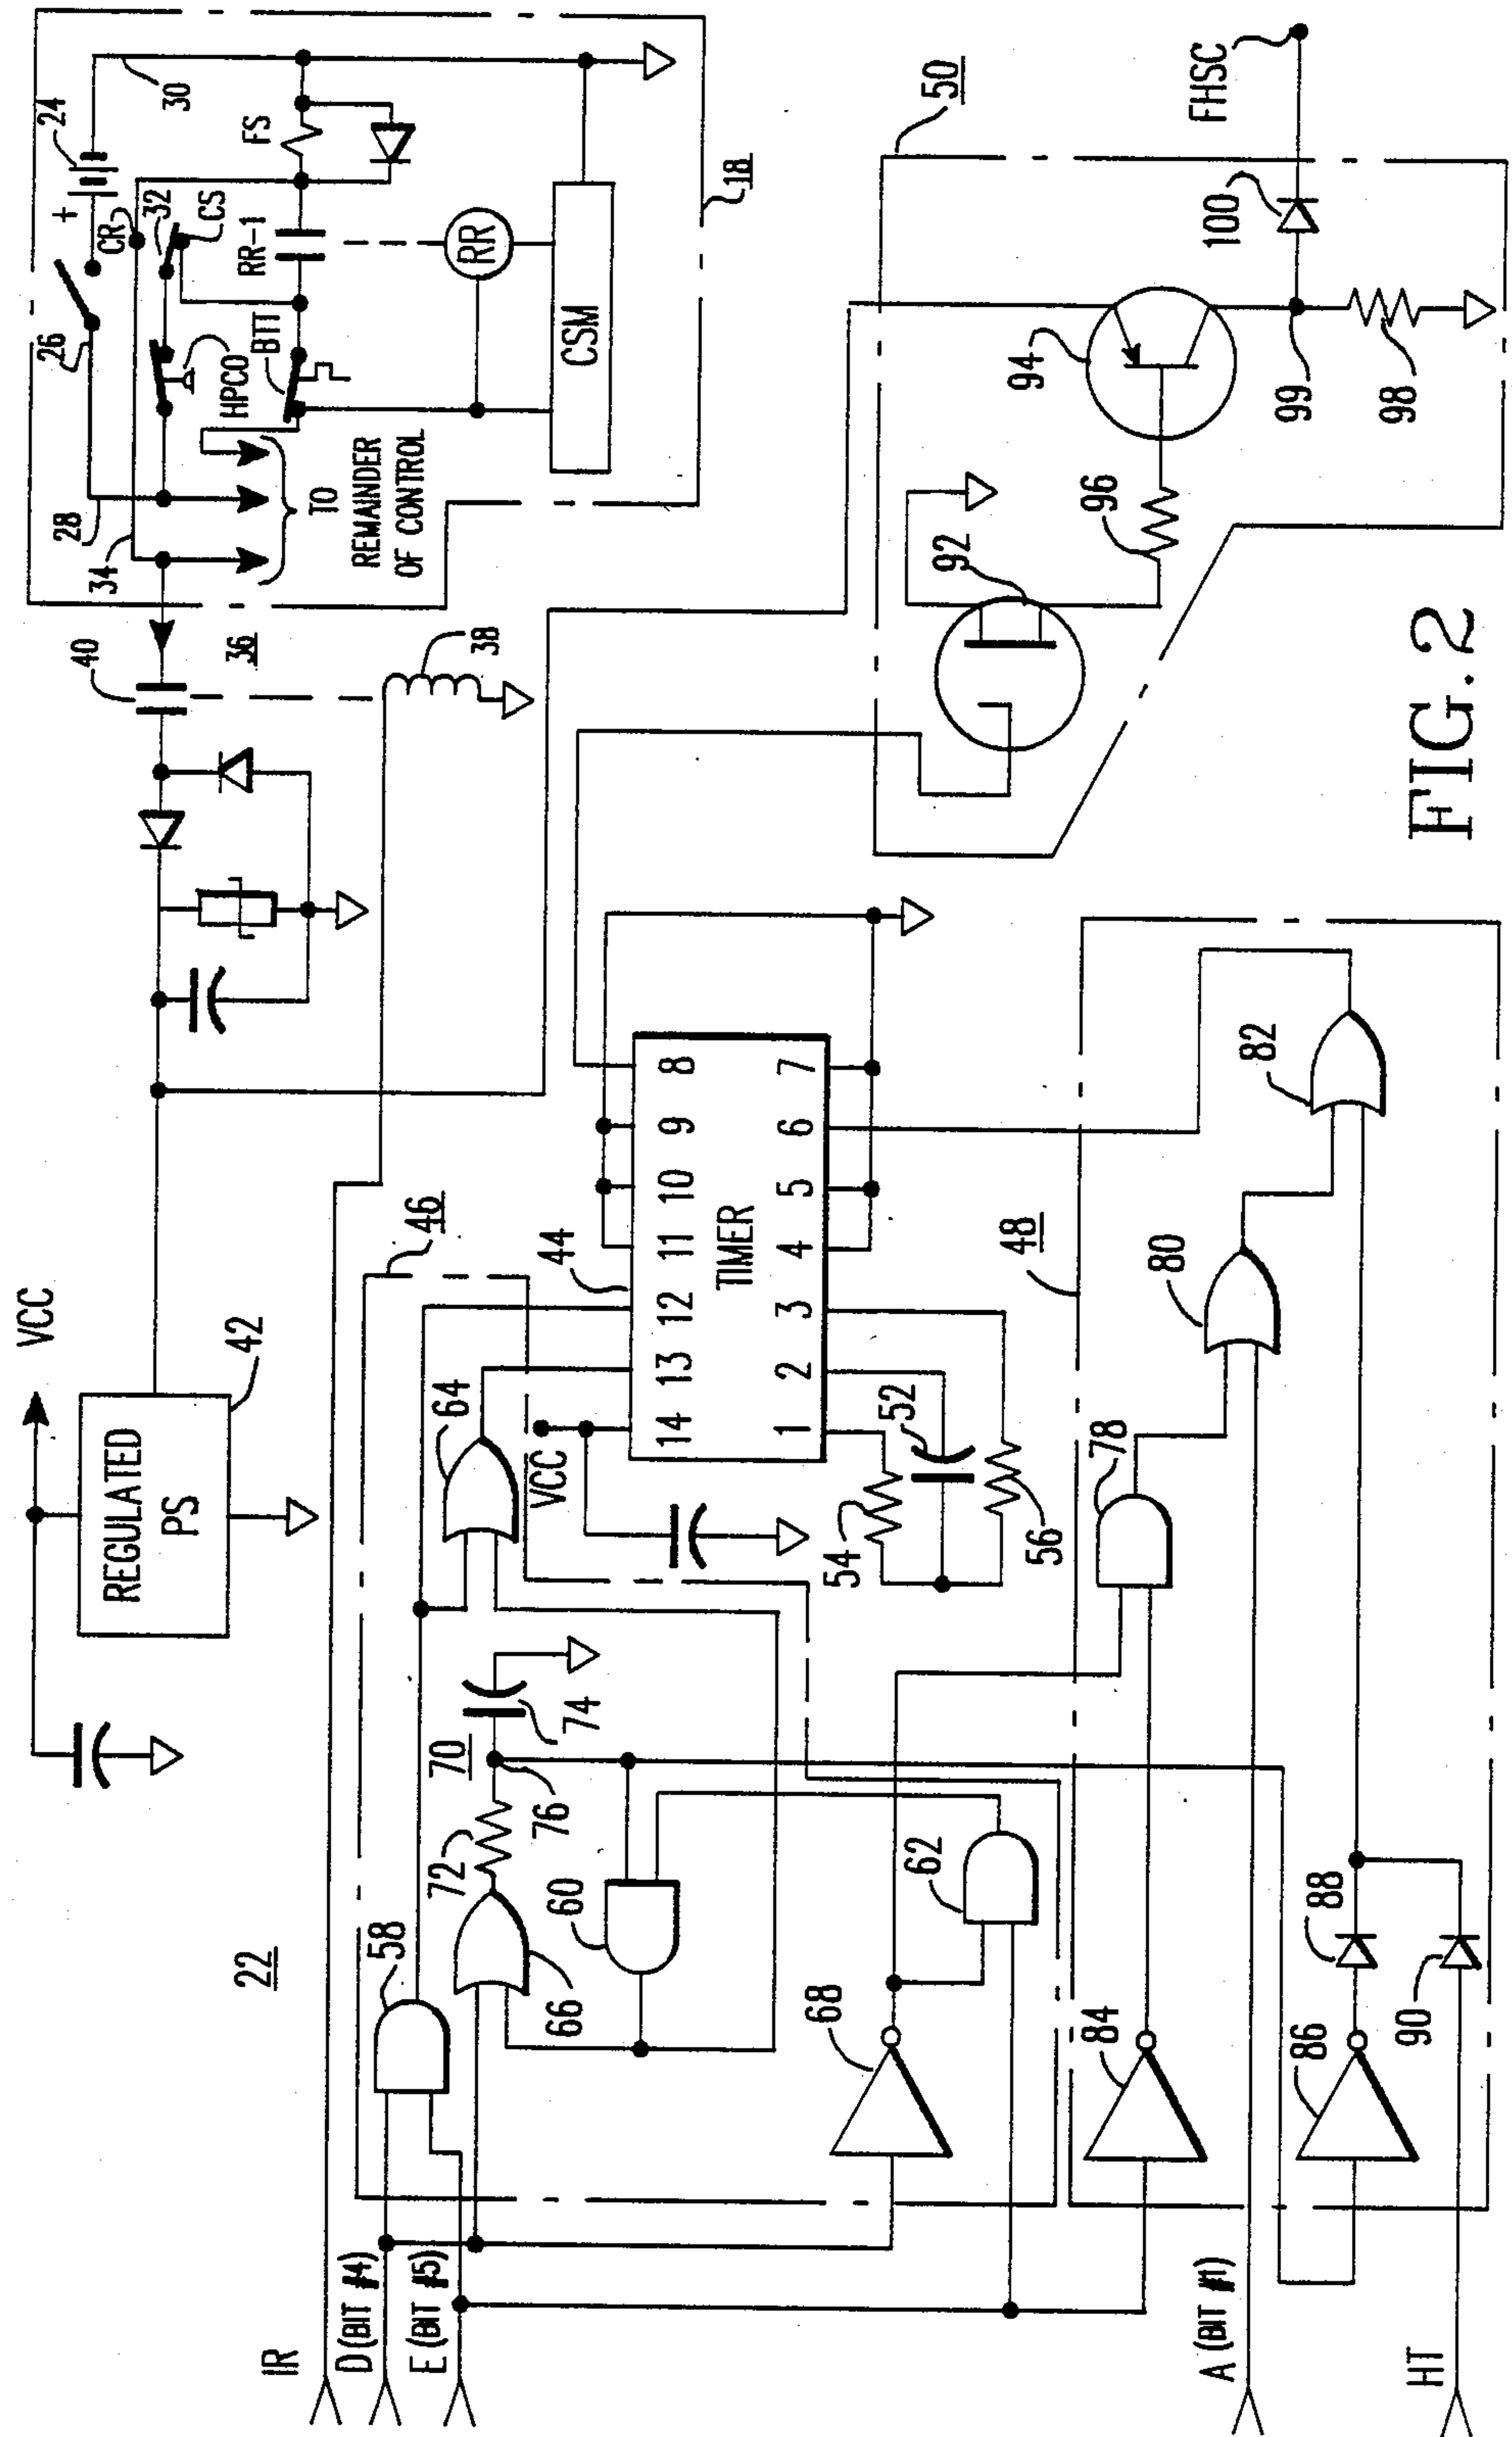 VCC
REGULATED
PS
42
40
36
38
34
28
26
24
30
+
CR
32
CS
HPCO
BTT
RR-1
FS
RR
CSM
18
TO
REMAINDER
OF CONTROL
22
IR
D (BIT #4)
E (BIT #5)
A (BIT #1)
HT
58
66
72
70
76
74
60
62
64
68
46
VCC
44
14 13 12 11 10 9 8
TIMER
1 2 3 4 5 6 7
54
52
56
48
78
80
82
84
86
88
90
50
92
94
96
98
99
100
FHSC
FIG. 2